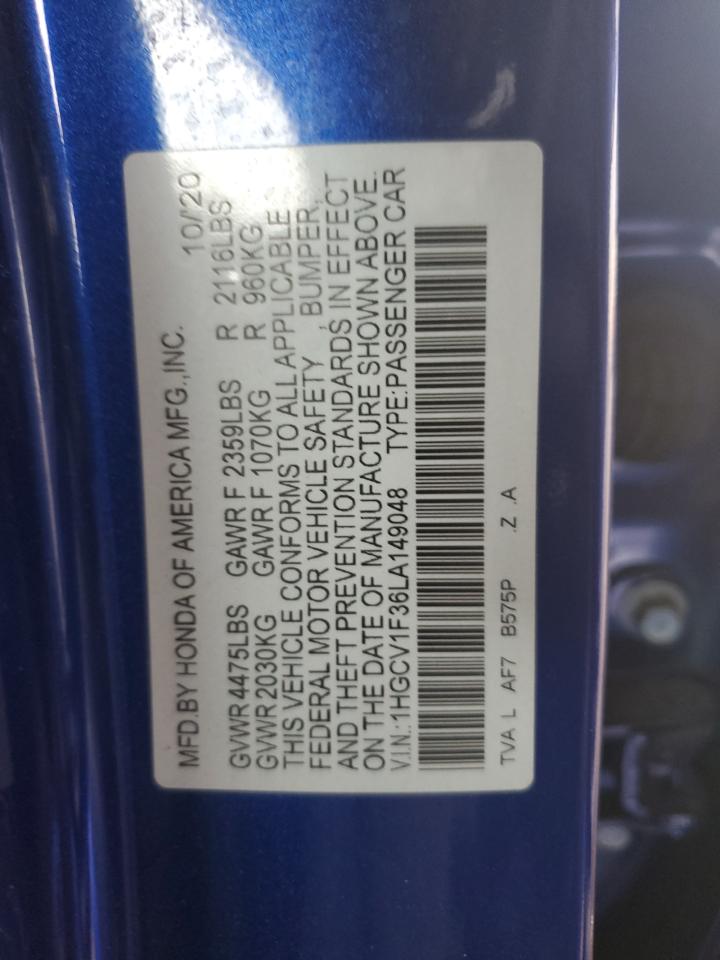 MFD.BY HONDA OF AMERICA MFG.,INC. 10/'20
GVWR 4475LBS GAWR F 2359LBS R 2116LBS
GVWR 2030KG GAWR F 1070KG R 960KG
THIS VEHICLE CONFORMS TO ALL APPLICABLE
FEDERAL MOTOR VEHICLE SAFETY , BUMPER,
AND THEFT PREVENTION STANDARDS IN EFFECT
ON THE DATE OF MANUFACTURE SHOWN ABOVE.
V.I.N.:1HGCV1F36LA149048 TYPE:PASSENGER CAR
TVA L AF7 B575P .Z .A